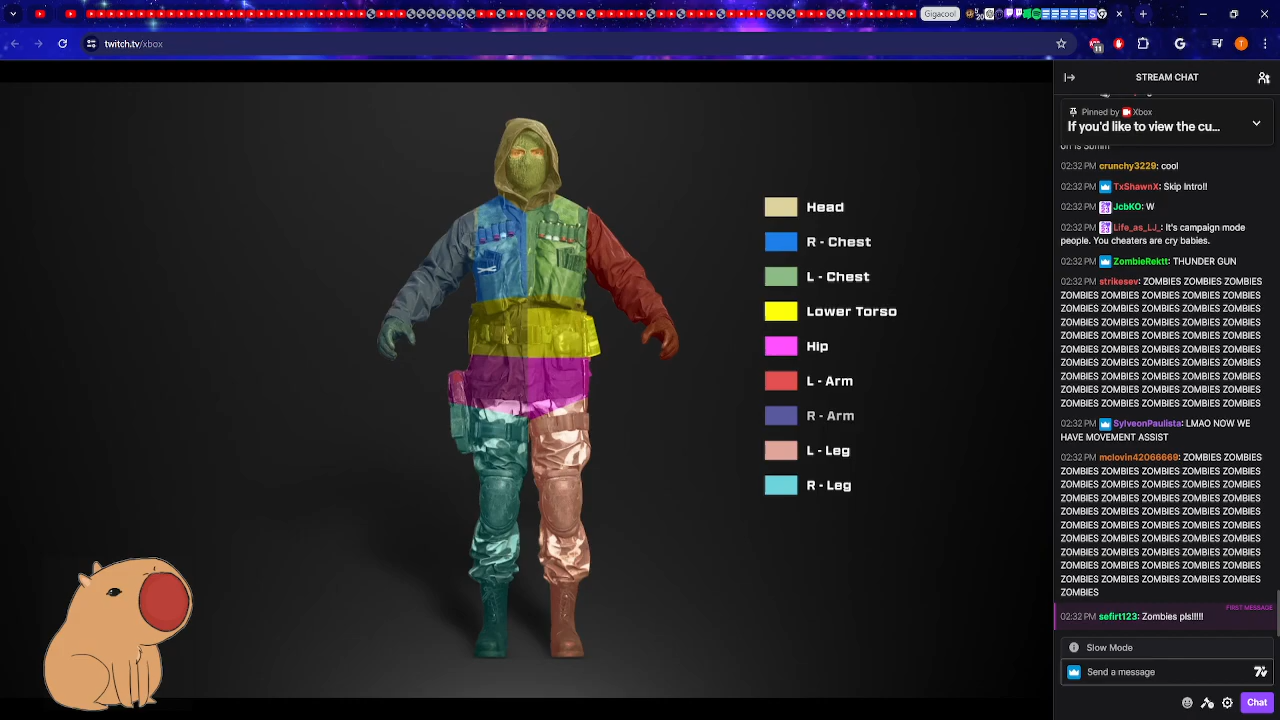 Gigacool
20
twitch.tv/xbox
11
G
T
Head
R - Chest
L - Chest
Lower Torso
Hip
L - Arm
R - Arm
L - Leg
R - Leg
STREAM CHAT
Pinned by Xbox
If you'd like to view the cu...
02:32 PM crunchy3229: cool
02:32 PM TxShawnX: Skip Intro!!
02:32 PM JcbKO: W
02:32 PM Life_as_LJ_: It's campaign mode
people. You cheaters are cry babies.
02:32 PM ZombieRektt: THUNDER GUN
02:32 PM strikesev: ZOMBIES ZOMBIES ZOMBIES
ZOMBIES ZOMBIES ZOMBIES ZOMBIES ZOMBIES
ZOMBIES ZOMBIES ZOMBIES ZOMBIES ZOMBIES
ZOMBIES ZOMBIES ZOMBIES ZOMBIES ZOMBIES
ZOMBIES ZOMBIES ZOMBIES ZOMBIES ZOMBIES
ZOMBIES ZOMBIES ZOMBIES ZOMBIES ZOMBIES
ZOMBIES ZOMBIES ZOMBIES ZOMBIES ZOMBIES
ZOMBIES ZOMBIES ZOMBIES ZOMBIES ZOMBIES
ZOMBIES ZOMBIES ZOMBIES ZOMBIES ZOMBIES
ZOMBIES ZOMBIES ZOMBIES ZOMBIES ZOMBIES
02:32 PM SylveonPaulista: LMAO NOW WE
HAVE MOVEMENT ASSIST
02:32 PM mclovin42066669: ZOMBIES ZOMBIES
ZOMBIES ZOMBIES ZOMBIES ZOMBIES ZOMBIES
ZOMBIES ZOMBIES ZOMBIES ZOMBIES ZOMBIES
ZOMBIES ZOMBIES ZOMBIES ZOMBIES ZOMBIES
ZOMBIES ZOMBIES ZOMBIES ZOMBIES ZOMBIES
ZOMBIES ZOMBIES ZOMBIES ZOMBIES ZOMBIES
ZOMBIES ZOMBIES ZOMBIES ZOMBIES ZOMBIES
ZOMBIES ZOMBIES ZOMBIES ZOMBIES ZOMBIES
ZOMBIES ZOMBIES ZOMBIES ZOMBIES ZOMBIES
ZOMBIES ZOMBIES ZOMBIES ZOMBIES ZOMBIES
ZOMBIES
FIRST MESSAGE
02:32 PM sefirt123: Zombies pls!!!!!
Slow Mode
Send a message
Chat